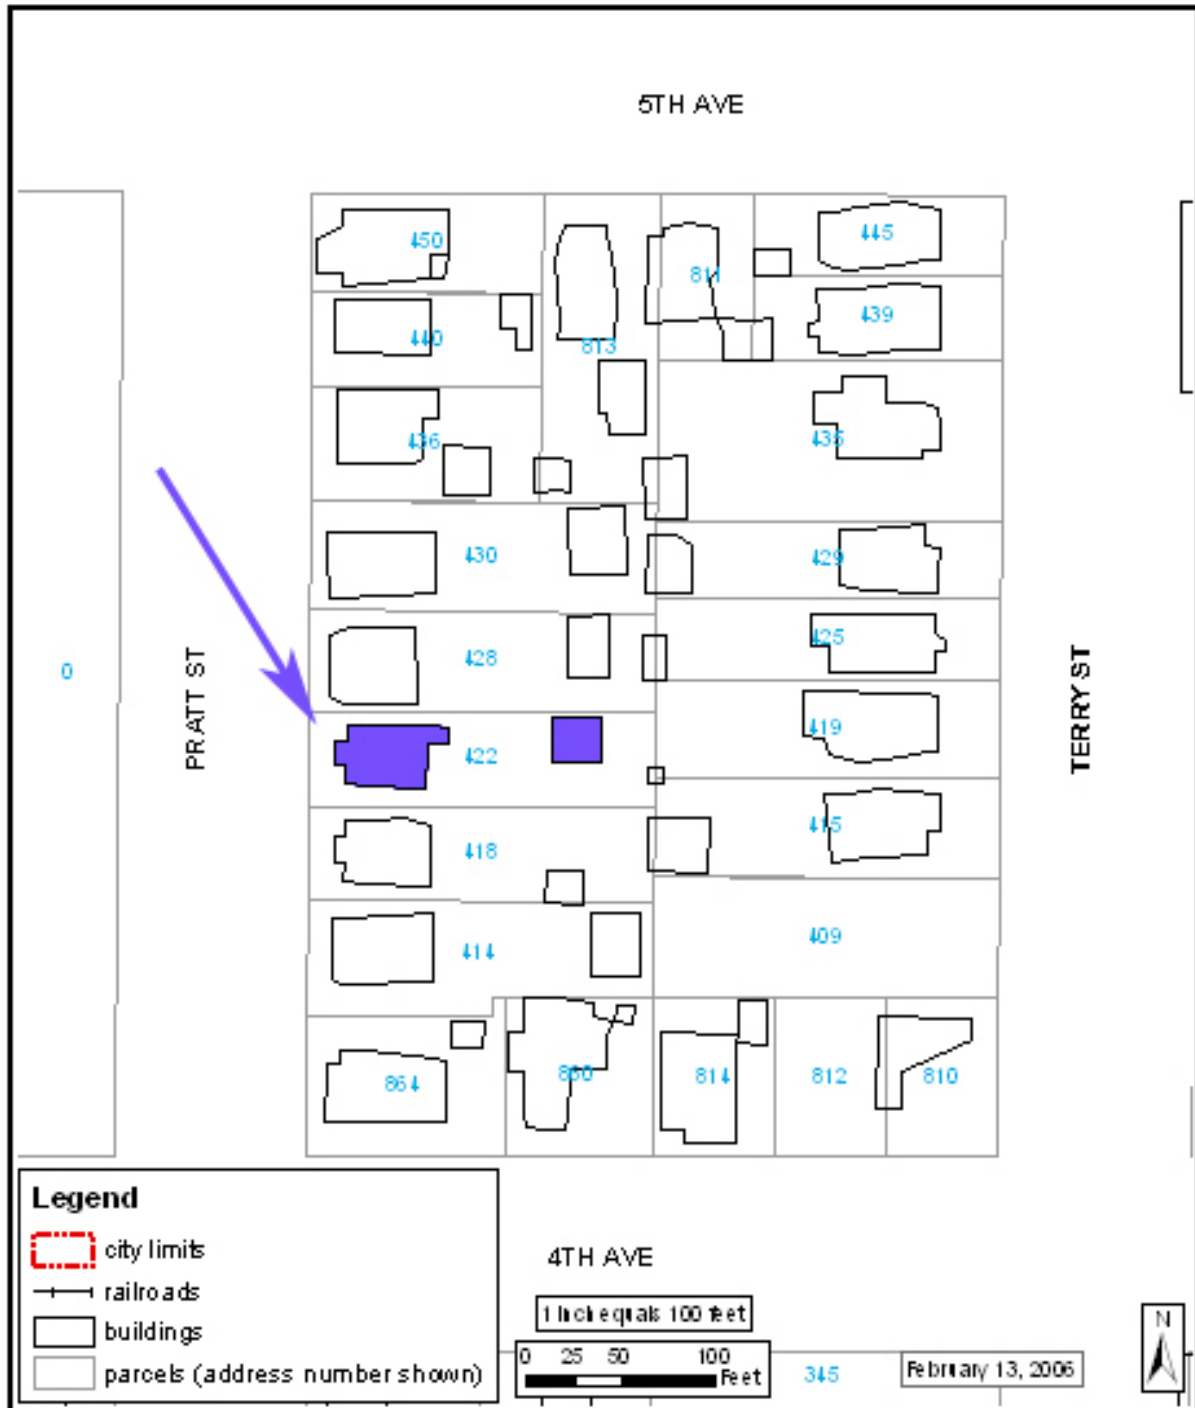 5TH AVE
450
445
811
439
440
813
436
435
430
429
425
428
0
PRATT ST
TERRY ST
419
422
415
418
409
414
864
814
812
810
Legend
city limits
railroads
buildings
parcels (address number shown)
4TH AVE
1 inch equals 100 feet
0 25 50 100
Feet
345
February 13, 2006
N